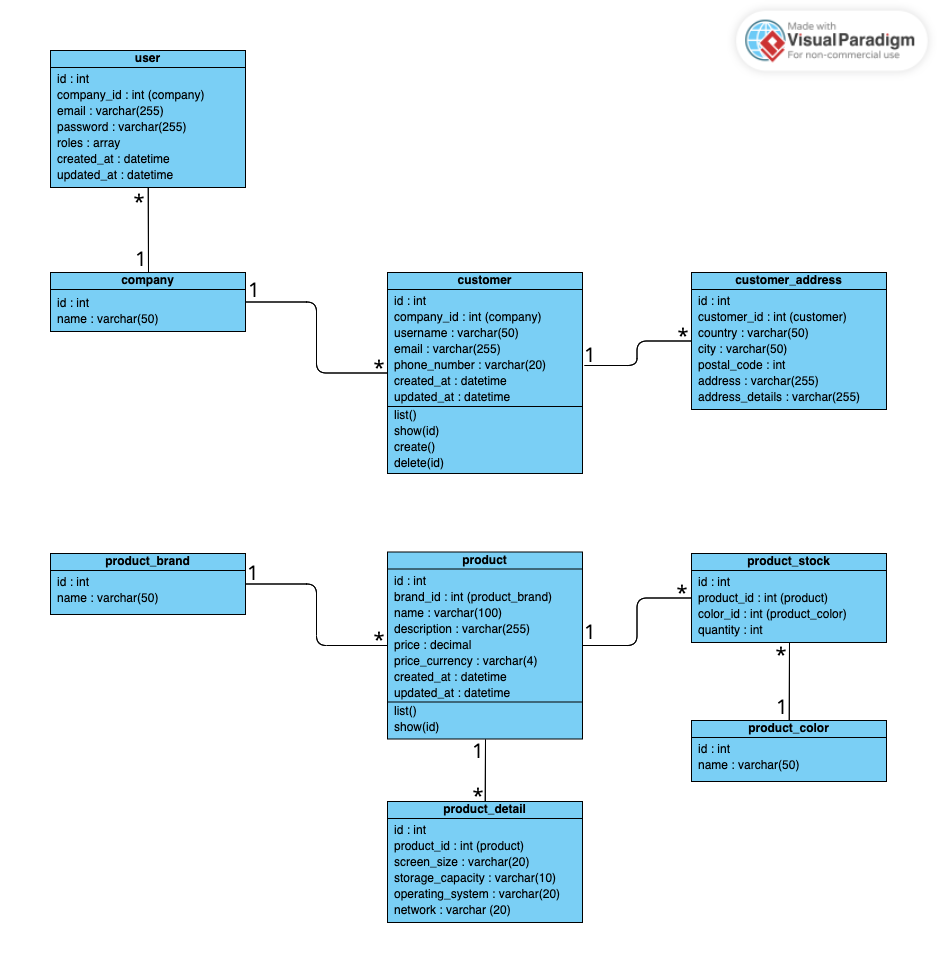 Made with
VisualParadigm
For non-commercial use
user
id : int
company_id : int (company)
email : varchar(255)
password : varchar(255)
roles : array
created_at : datetime
updated_at : datetime
*
1
company
id : int
name : varchar(50)
1
*
customer
id : int
company_id : int (company)
username : varchar(50)
email : varchar(255)
phone_number : varchar(20)
created_at : datetime
updated_at : datetime
list()
show(id)
create()
delete(id)
1
*
customer_address
id : int
customer_id : int (customer)
country : varchar(50)
city : varchar(50)
postal_code : int
address : varchar(255)
address_details : varchar(255)
product_brand
id : int
name : varchar(50)
1
*
product
id : int
brand_id : int (product_brand)
name : varchar(100)
description : varchar(255)
price : decimal
price_currency : varchar(4)
created_at : datetime
updated_at : datetime
list()
show(id)
1
*
product_stock
id : int
product_id : int (product)
color_id : int (product_color)
quantity : int
*
1
product_color
id : int
name : varchar(50)
1
*
product_detail
id : int
product_id : int (product)
screen_size : varchar(20)
storage_capacity : varchar(10)
operating_system : varchar(20)
network : varchar (20)